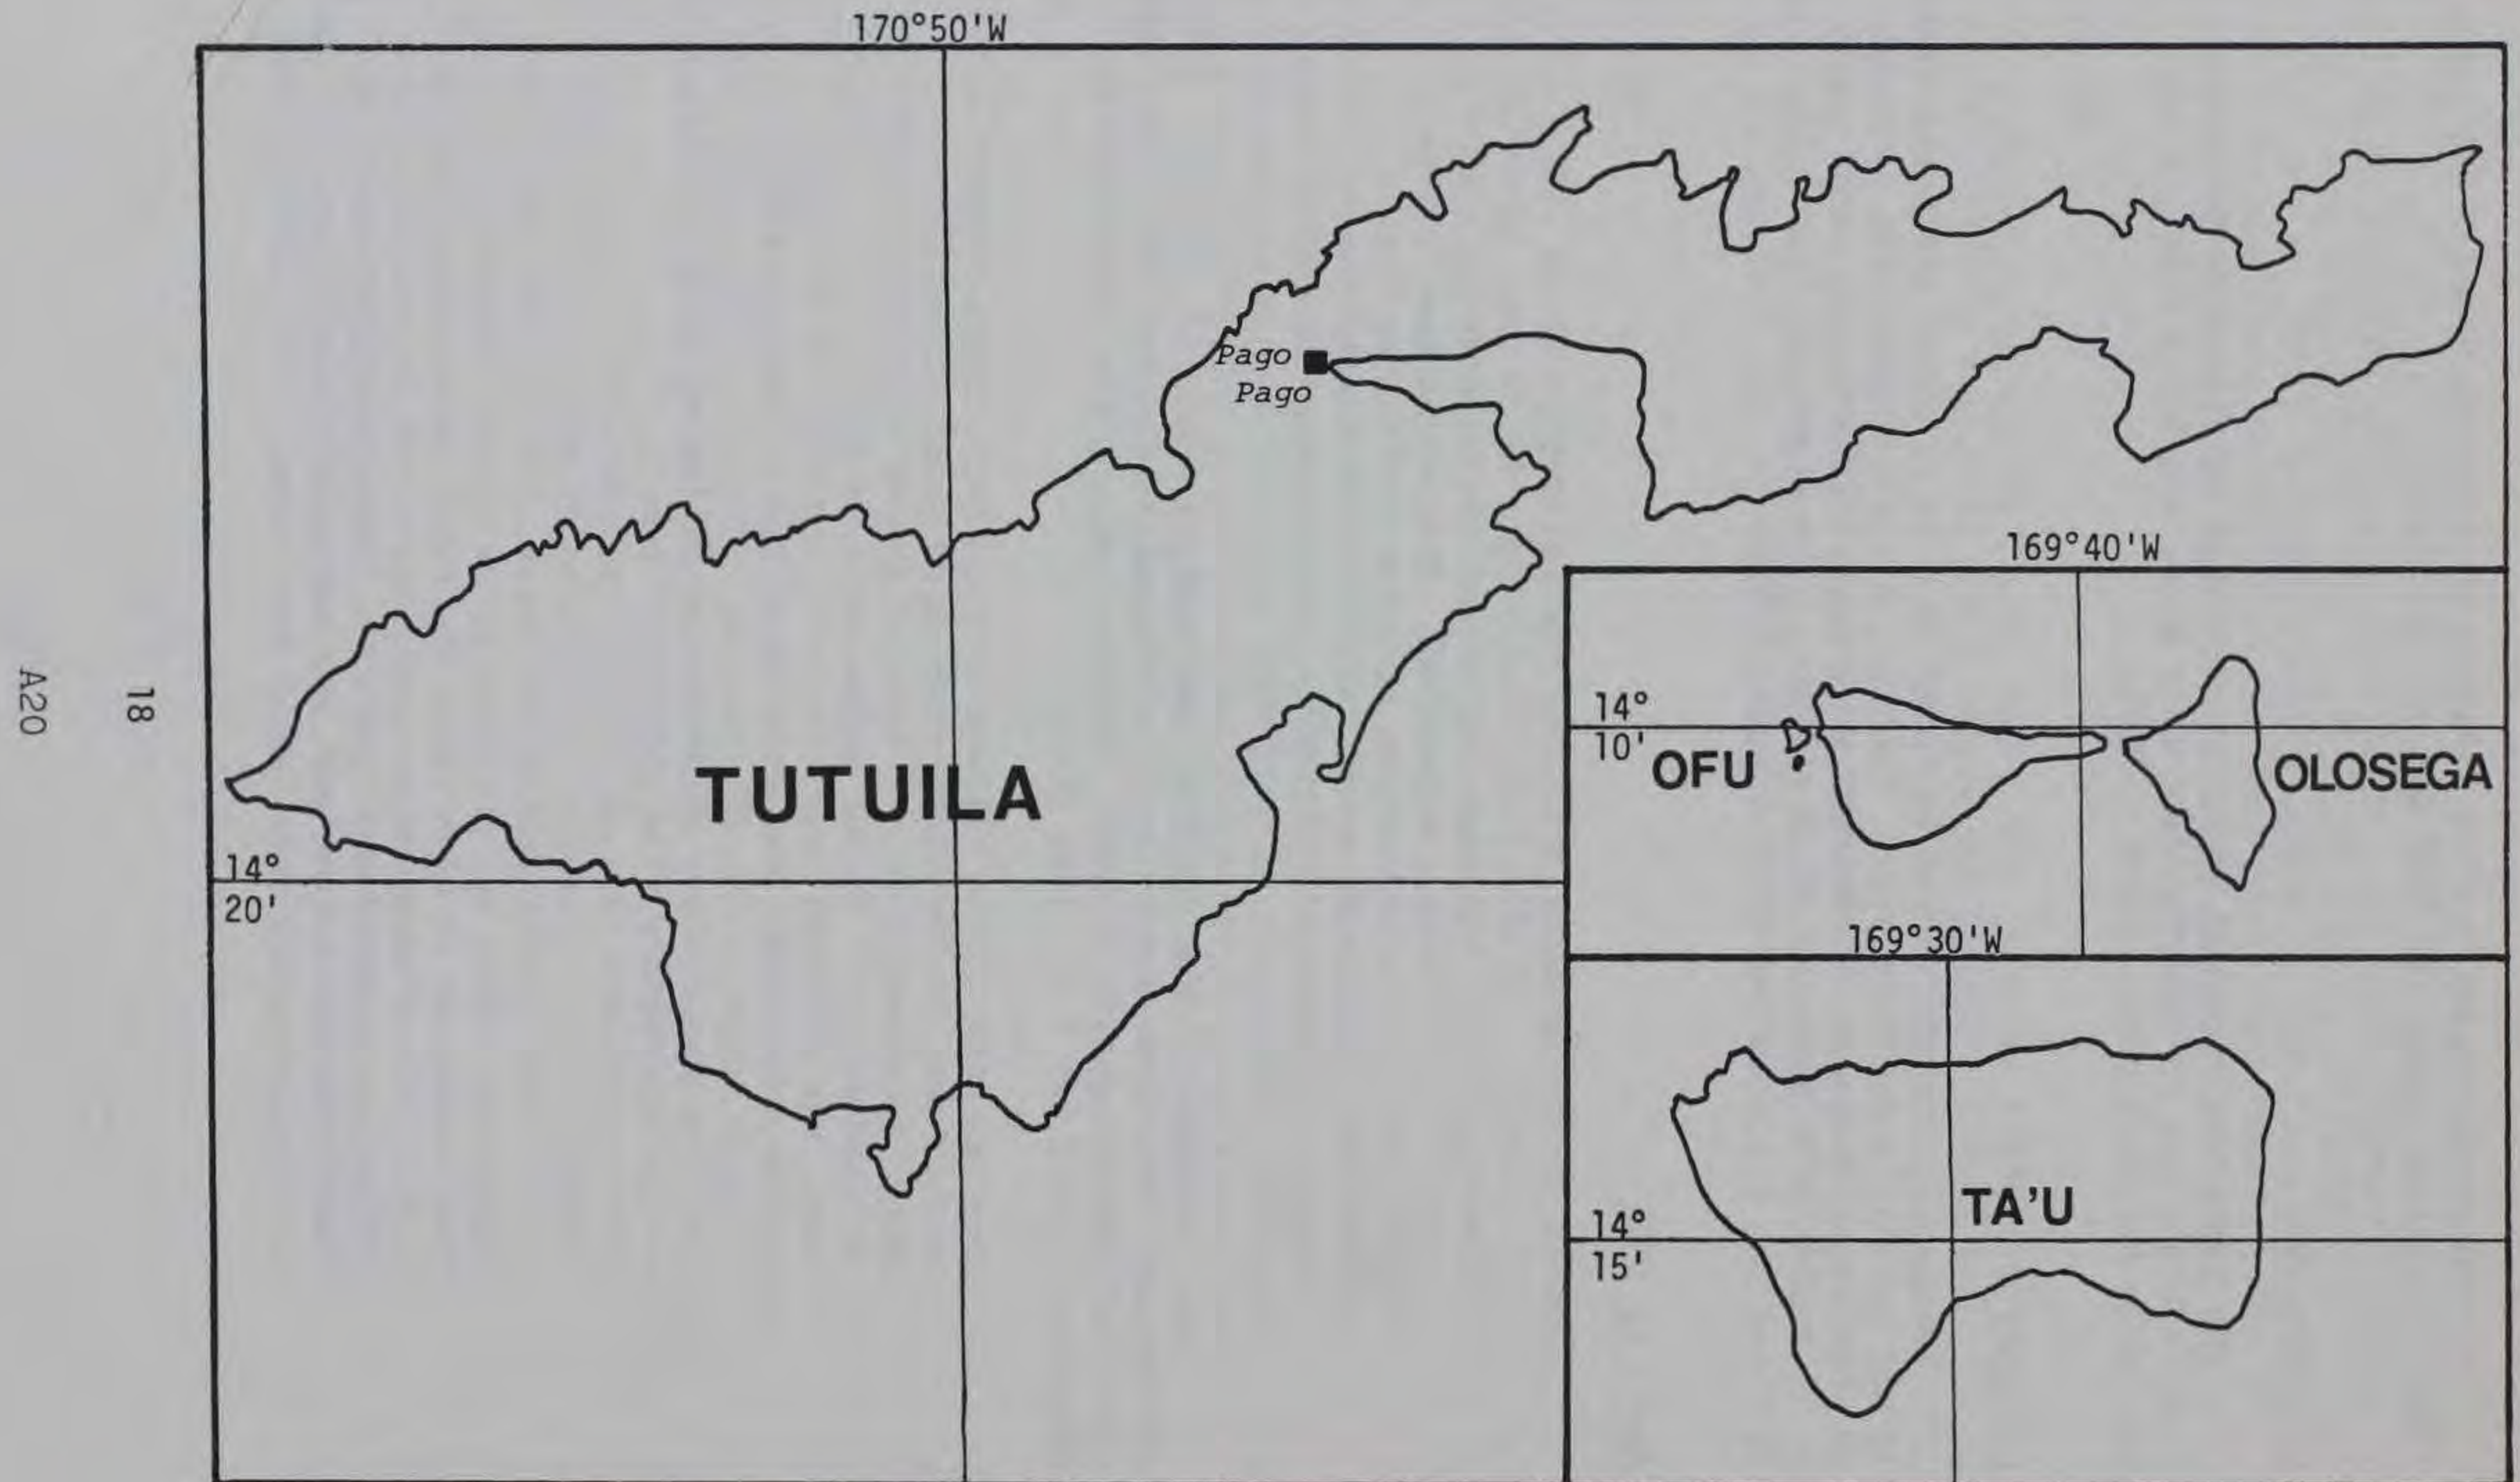 170°50'W
Pago
Pago
169°40'W
14°
10'
OFU
OLOSEGA
TUTUILA
14°
20'
169°30'W
TA'U
14°
15'
18
A20